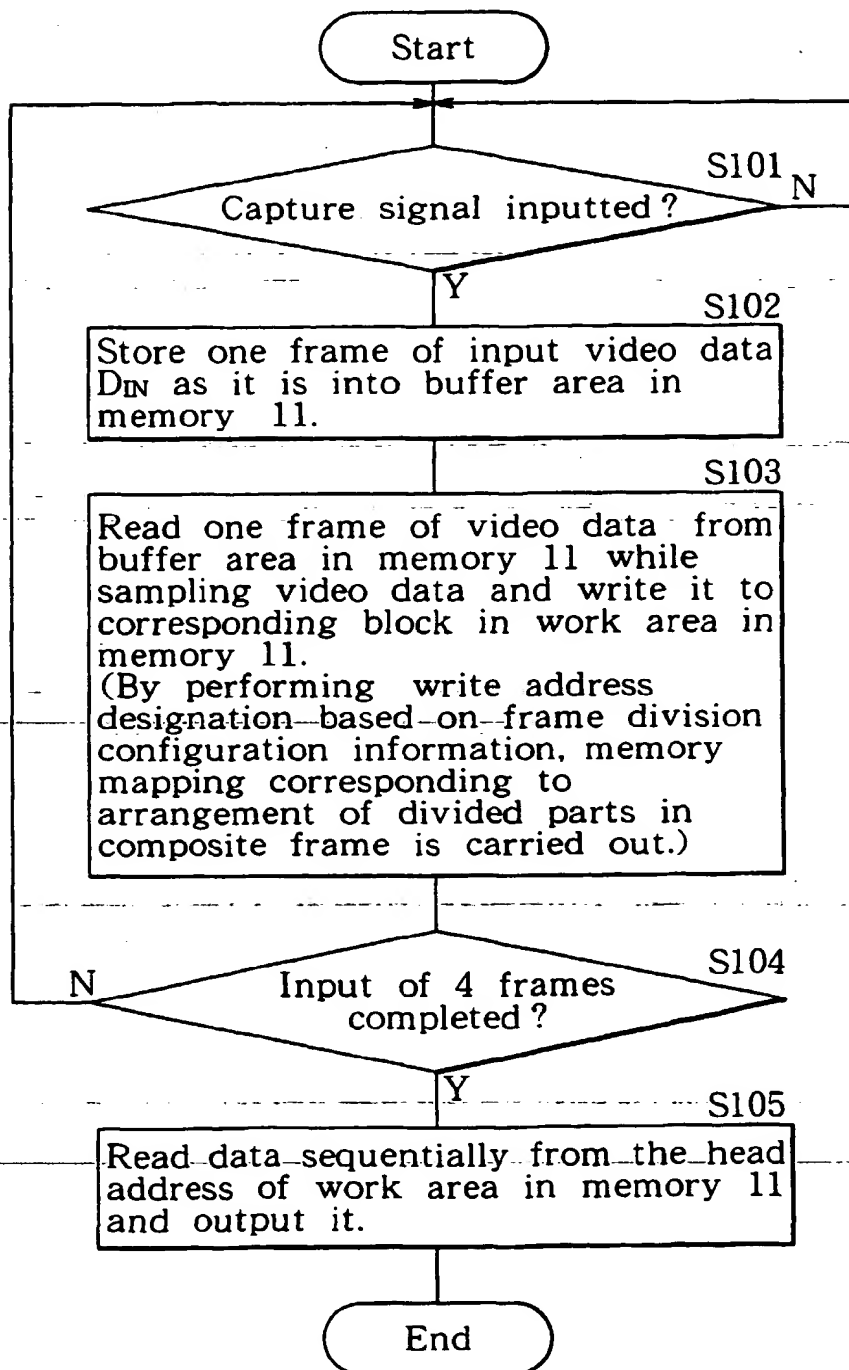 Start
S101
N
Capture signal inputted?
Y
S102
Store one frame of input video data
DIN as it is into buffer area in
memory 11.
S103
Read one frame of video data from
buffer area in memory 11 while
sampling video data and write it to
corresponding block in work area in
memory 11.
(By performing write address
designation based on frame division
configuration information, memory
mapping corresponding to
arrangement of divided parts in
composite frame is carried out.)
S104
N
Input of 4 frames
completed?
Y
S105
Read data sequentially from the head
address of work area in memory 11
and output it.
End